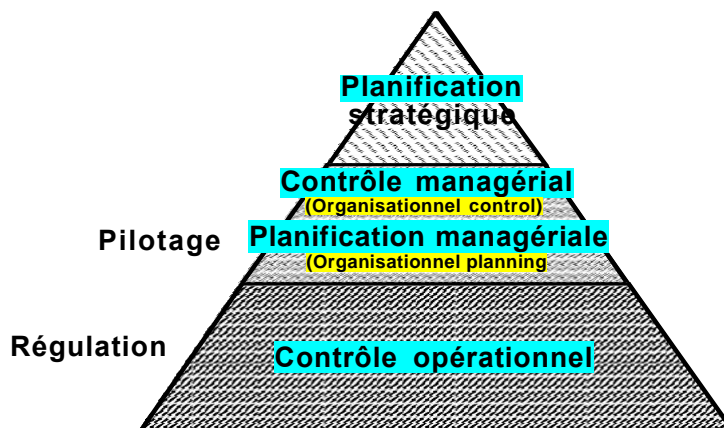 Planification
stratégique
Contrôle managérial
(Organisationnel control)
Pilotage
Planification managériale
(Organisationnel planning
Régulation
Contrôle opérationnel